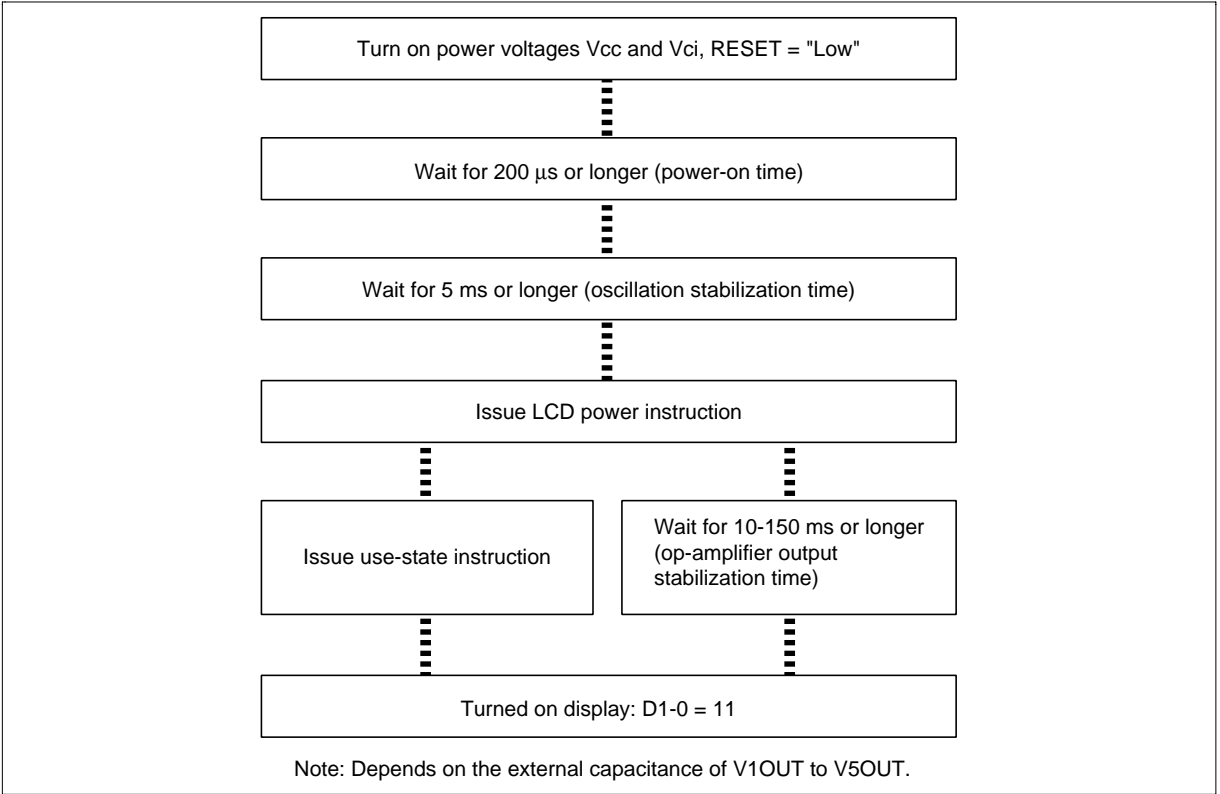 Turn on power voltages Vcc and Vci, RESET = "Low"
Wait for 200 μs or longer (power-on time)
Wait for 5 ms or longer (oscillation stabilization time)
Issue LCD power instruction
Issue use-state instruction
Wait for 10-150 ms or longer
(op-amplifier output
stabilization time)
Turned on display: D1-0 = 11
Note: Depends on the external capacitance of V1OUT to V5OUT.